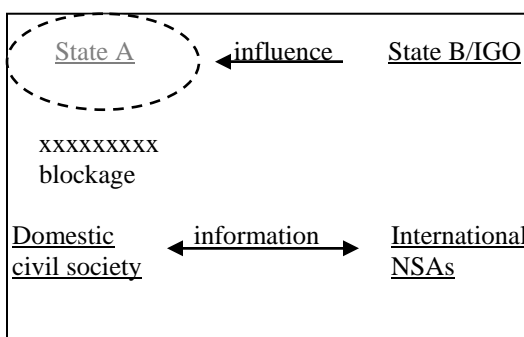 State A influence State B/IGO
xxxxxxxxx
blockage
Domestic information International
civil society NSAs